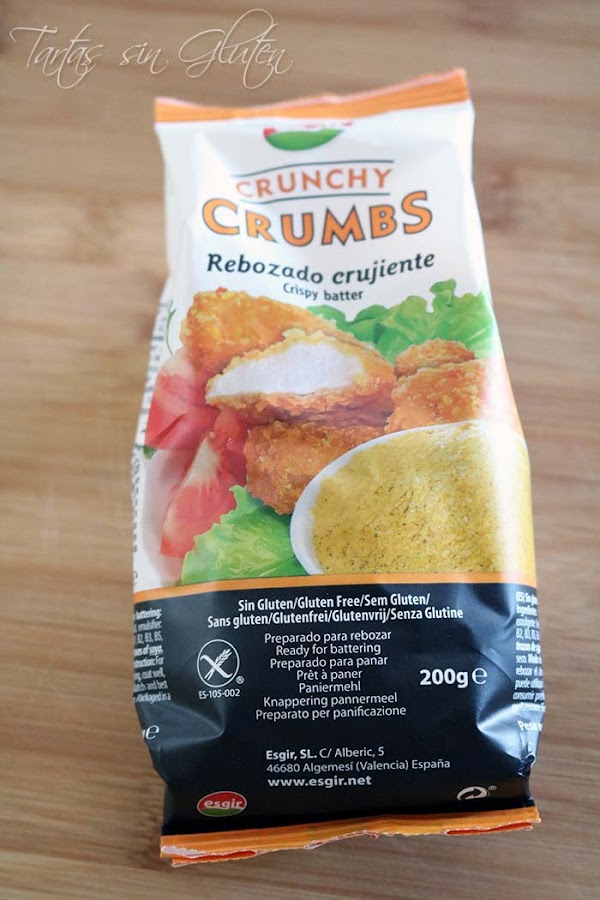 Tartas sin Gluten
CRUNCHY
CRUMBS
Rebozado crujiente
Crispy batter
Sin Gluten/Gluten Free/Sem Gluten/
Sans gluten/Glutenfrei/Glutenvrij/Senza Glutine
Preparado para rebozar
Ready for battering
Preparado para panar
Prêt à paner
Paniermehl
Knappering pannermeel
Preparato per panificazione
200g e
ES-105-002
Esgir, SL. C/ Alberic, 5
46680 Algemesí (Valencia) España
www.esgir.net
esgir